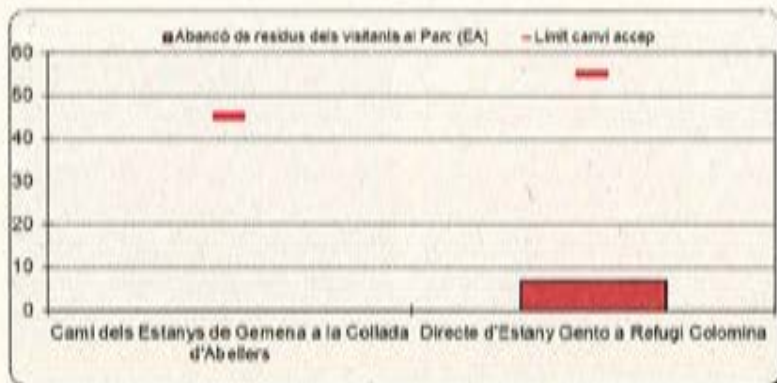 Abancó de residus dels visitants al Parc (EA) Límit canvi accep
60
50
40
30
20
10
0
Camí dels Estanys de Gemena a la Collada d'Abellers
Directe d'Estany Gento a Refugi Colomina